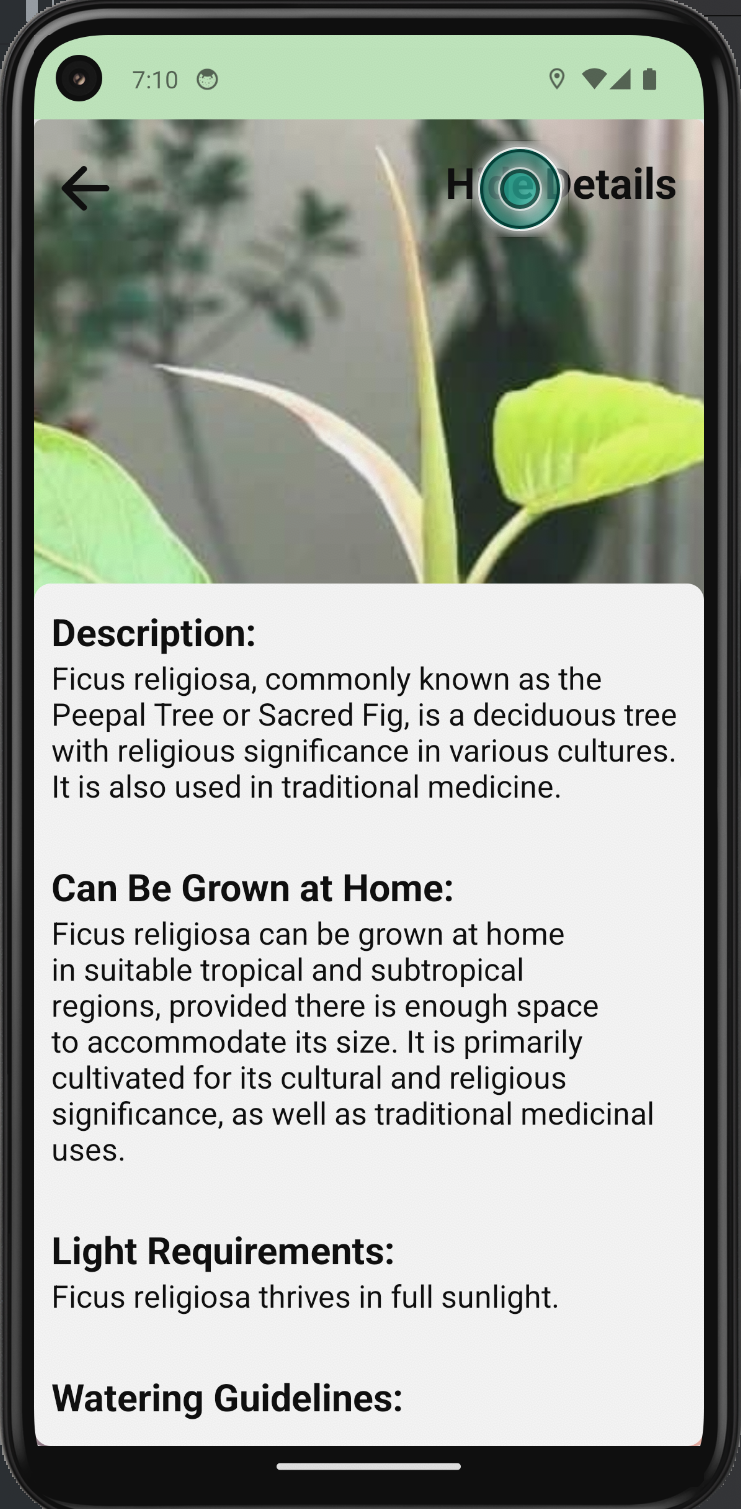 7:10
Hide Details
Description:
Ficus religiosa, commonly known as the
Peepal Tree or Sacred Fig, is a deciduous tree
with religious significance in various cultures.
It is also used in traditional medicine.
Can Be Grown at Home:
Ficus religiosa can be grown at home
in suitable tropical and subtropical
regions, provided there is enough space
to accommodate its size. It is primarily
cultivated for its cultural and religious
significance, as well as traditional medicinal
uses.
Light Requirements:
Ficus religiosa thrives in full sunlight.
Watering Guidelines: